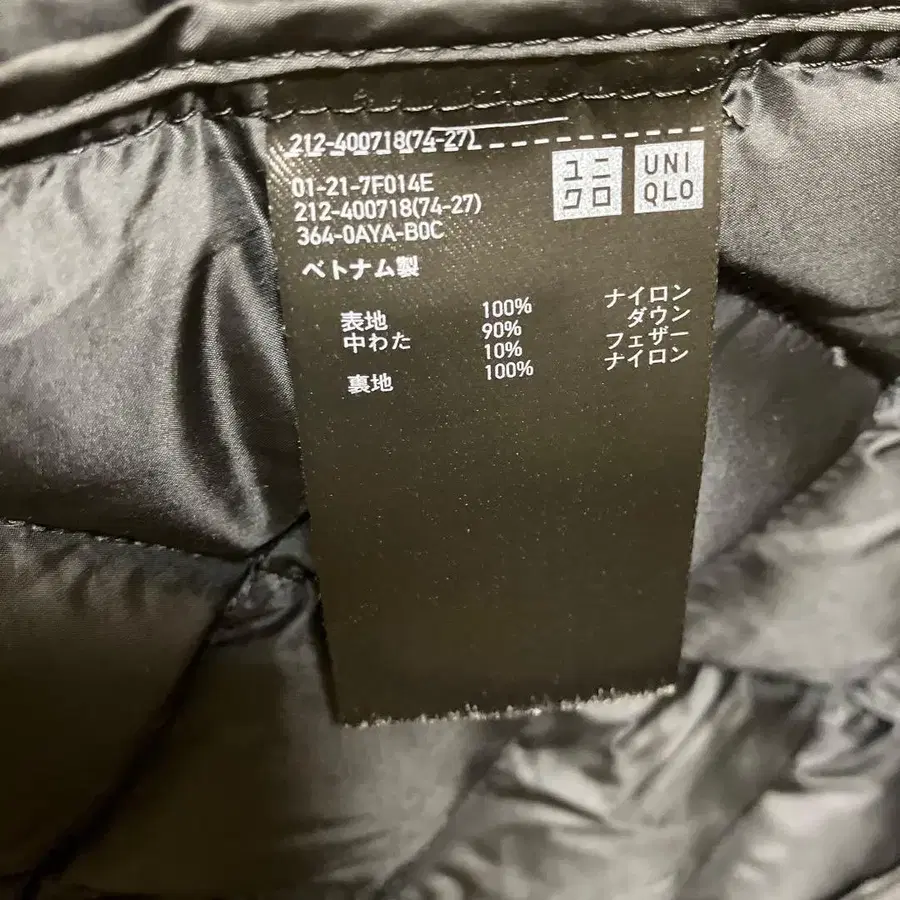 212-400718(74-27)
ユニ
クロ
UNI
QLO
01-21-7F014E
212-400718(74-27)
364-0AYA-B0C
ベトナム製
表地 100% ナイロン
中わた 90% ダウン
10% フェザー
裏地 100% ナイロン